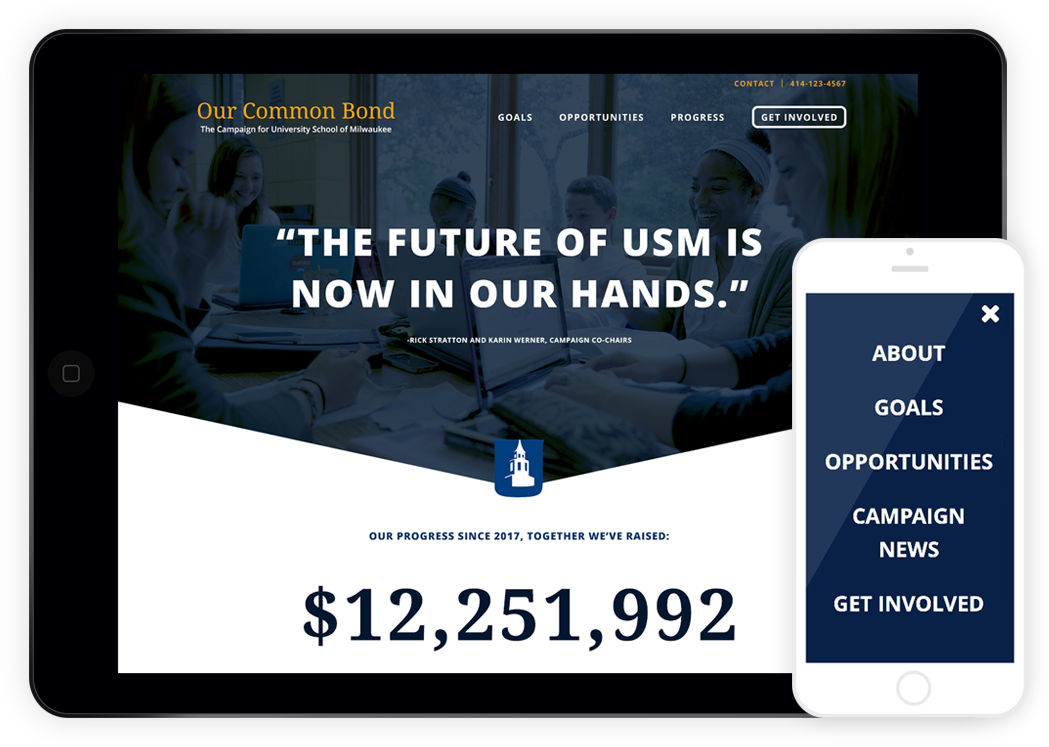 CONTACT | 414-123-4567
Our Common Bond
The Campaign for University School of Milwaukee
GOALS OPPORTUNITIES PROGRESS GET INVOLVED
“THE FUTURE OF USM IS
NOW IN OUR HANDS.”
-RICK STRATTON AND KARIN WERNER, CAMPAIGN CO-CHAIRS
OUR PROGRESS SINCE 2017, TOGETHER WE’VE RAISED:
$12,251,992
ABOUT
GOALS
OPPORTUNITIES
CAMPAIGN
NEWS
GET INVOLVED